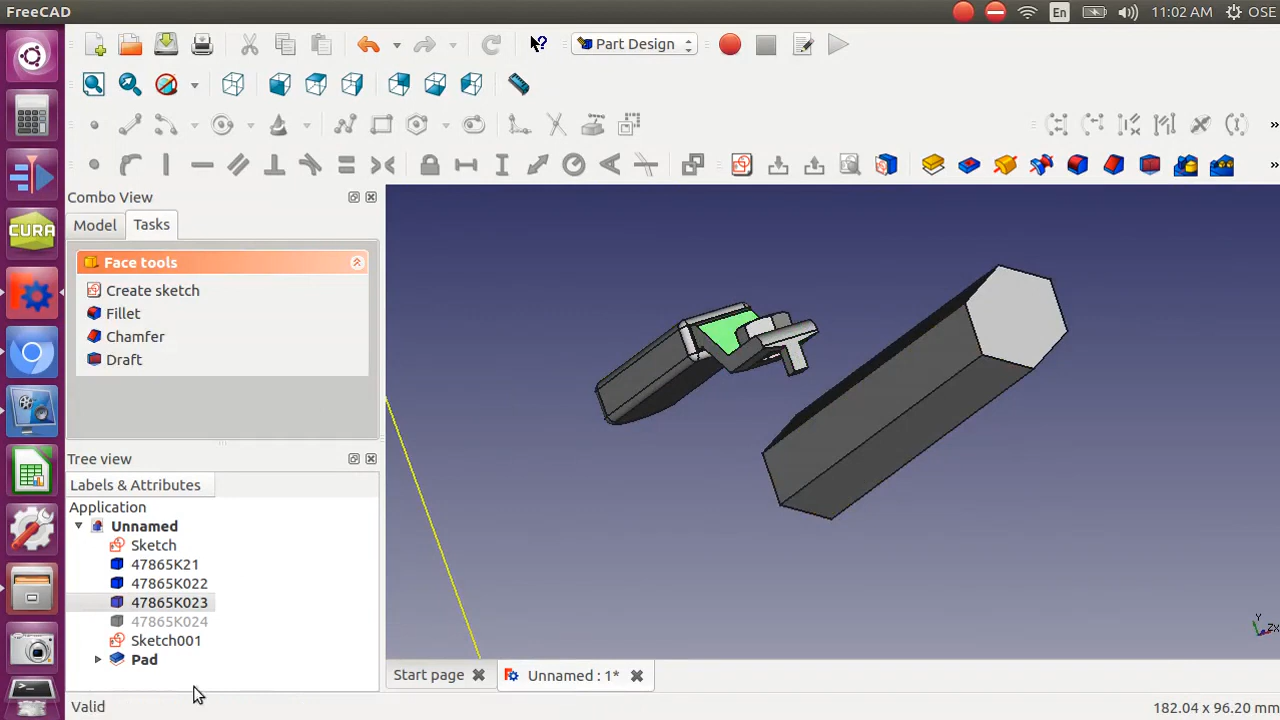 FreeCAD
En
11:02 AM
OSE
Part Design
»
»
CURA
Combo View
Model
Tasks
Face tools
Create sketch
Fillet
Chamfer
Draft
Tree view
Labels & Attributes
Application
Unnamed
Sketch
47865K21
47865K022
47865K023
47865K024
Sketch001
Pad
Y
ZX
Start page
Unnamed : 1*
Valid
182.04 x 96.20 mm